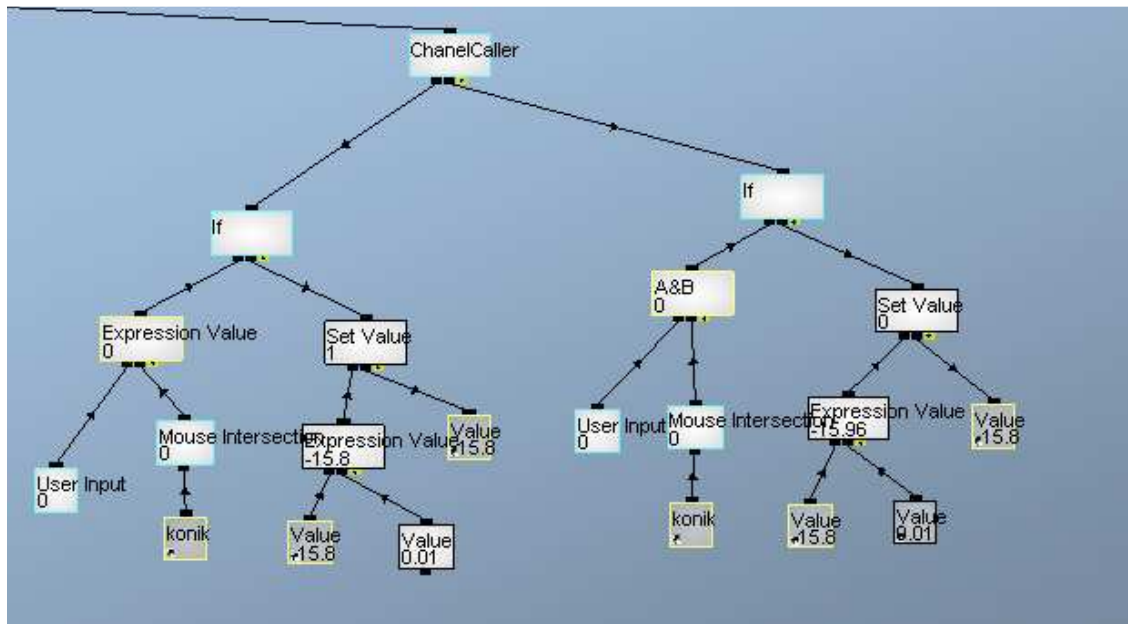 ChanelCaller
If
If
A&B
0
Set Value
0
Expression Value
0
Set Value
1
User Input
0
Mouse Intersection
0
Expression Value
-15.96
Value
-15.8
Mouse Intersection
0
Expression Value
-15.8
Value
-15.8
User Input
0
konik
Value
-15.8
Value
0.01
konik
Value
-15.8
Value
0.01